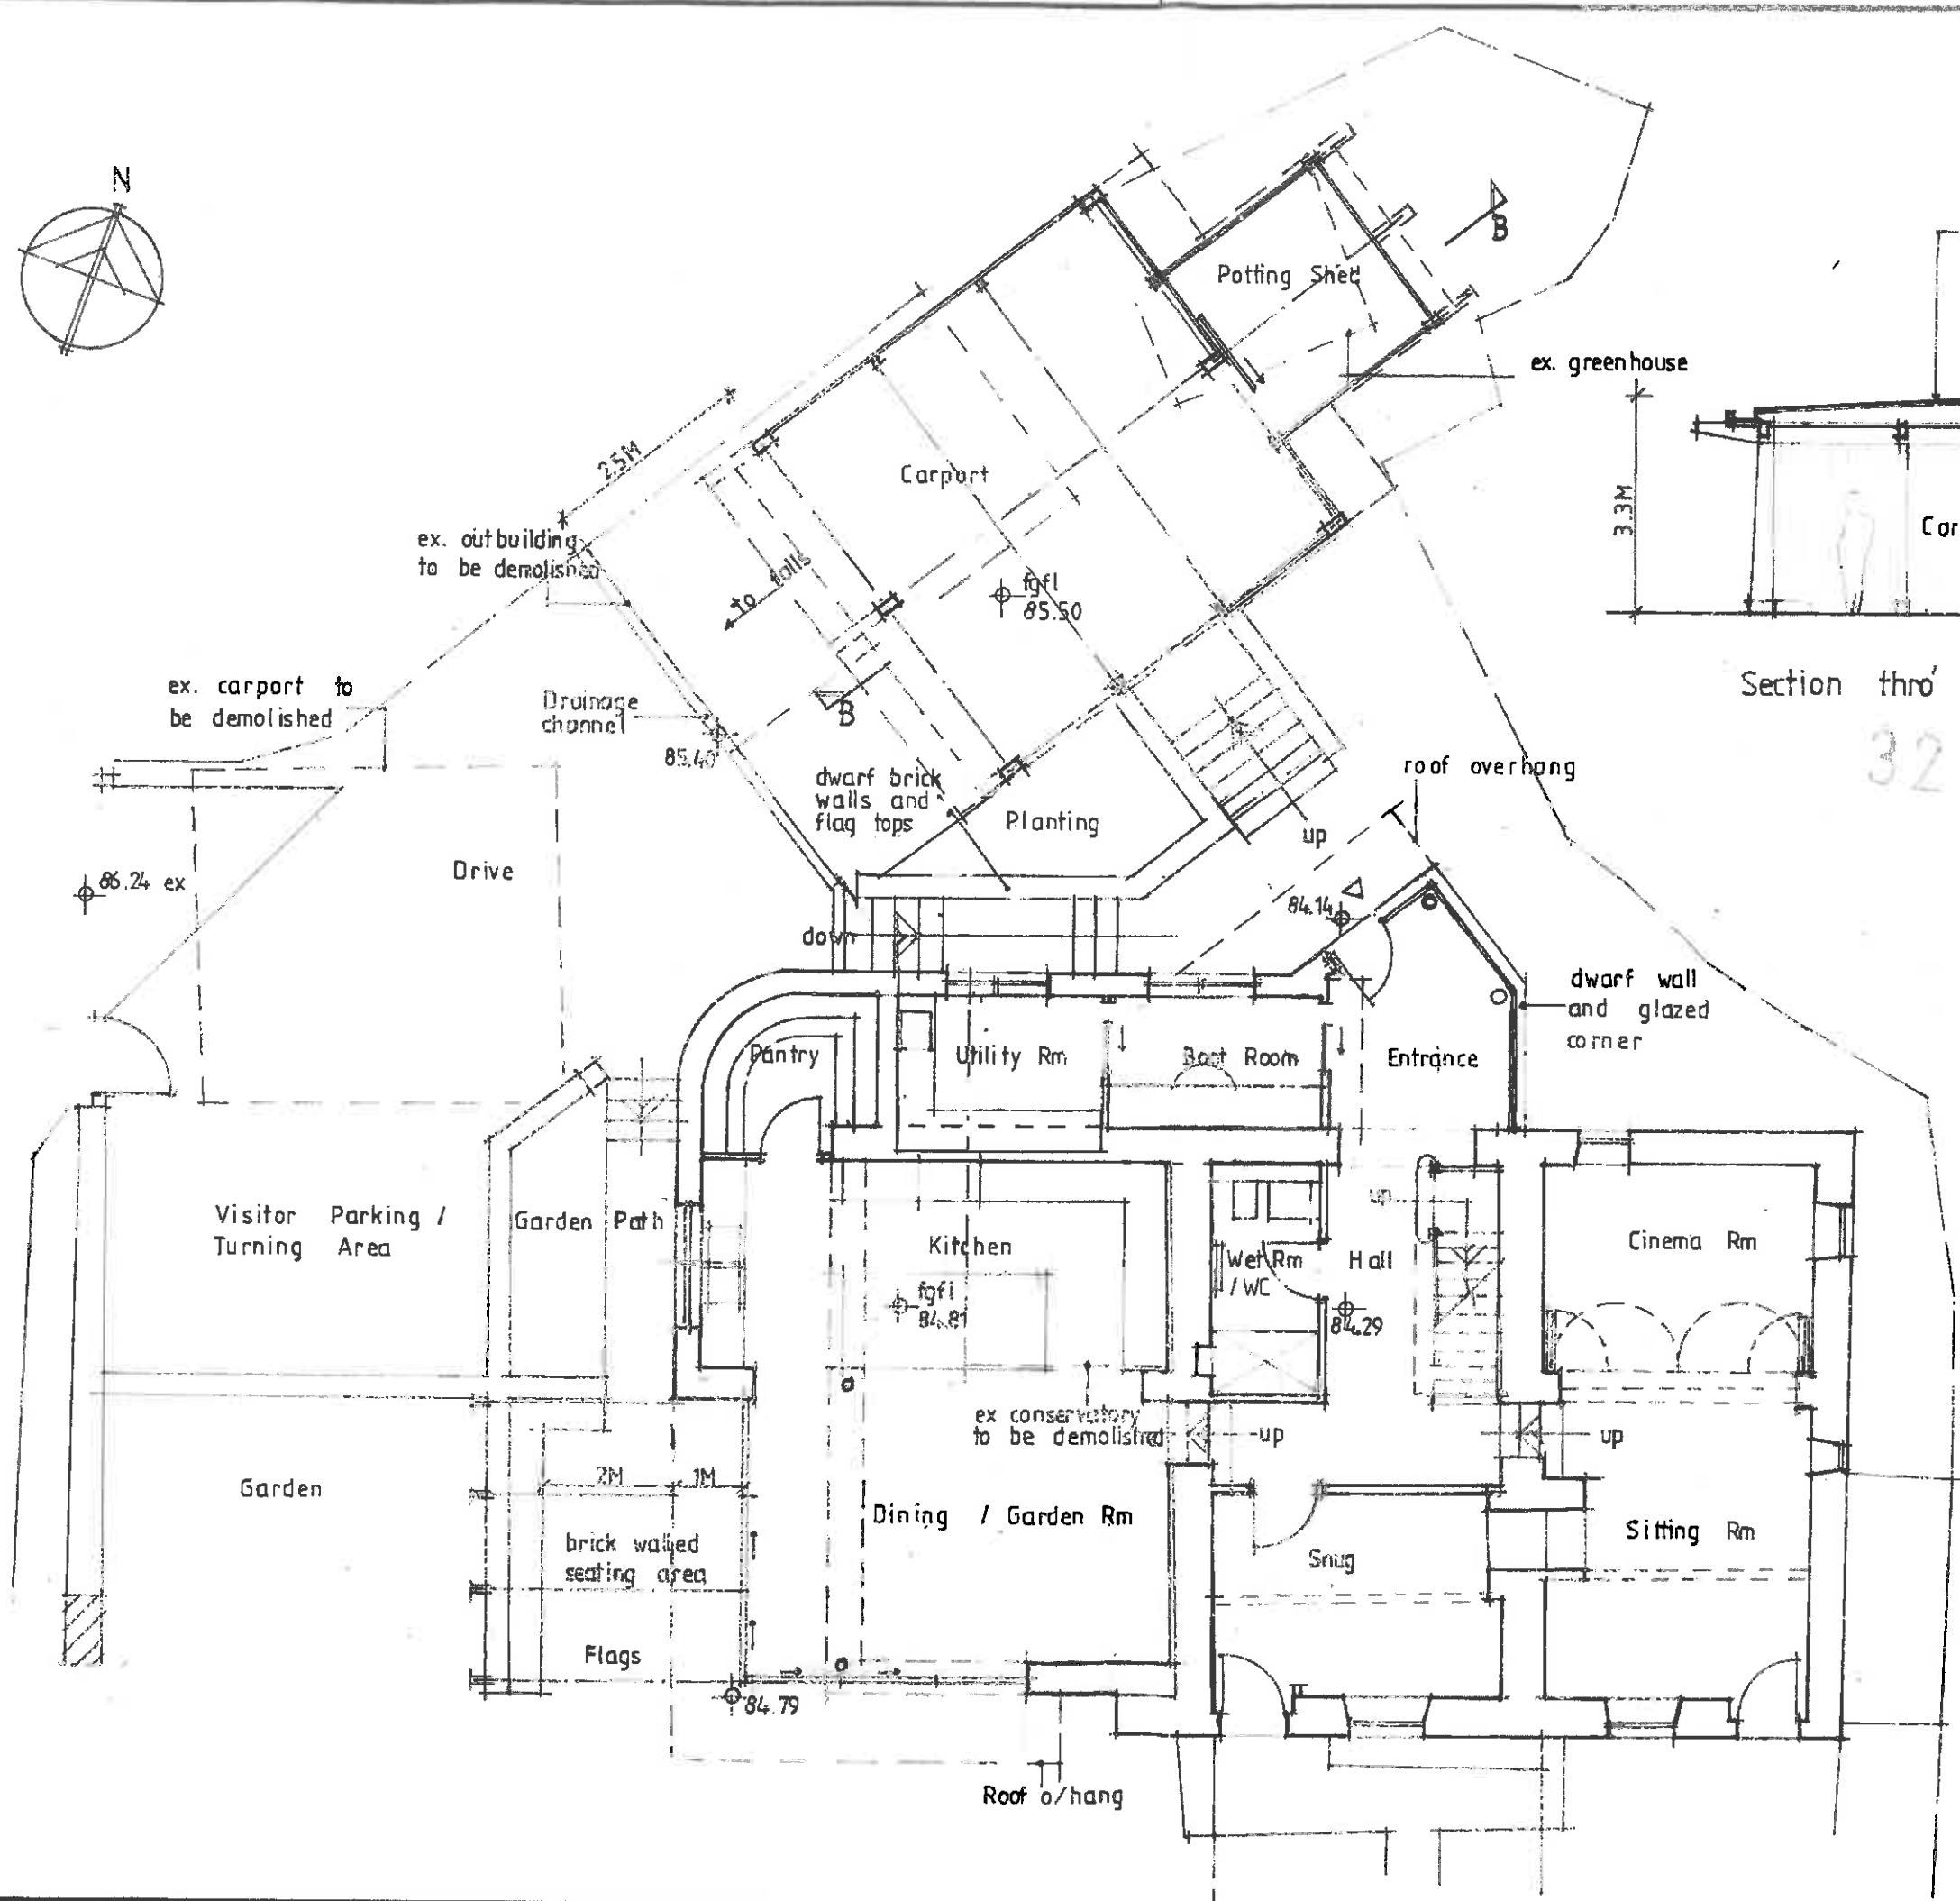 N
Potting Shed
B
ex. greenhouse
2.5M
Carport
3.3M
Car
ex. outbuilding
to be demolished
to falls
fgfl
85.50
Section thro'
32
ex. carport to
be demolished
Drainage
channel
B
85.40
dwarf brick
walls and
flag tops
Planting
roof overhang
up
Drive
86.24 ex
84.14
down
dwarf wall
and glazed
corner
Pantry
Utility Rm
Boot Room
Entrance
Visitor Parking /
Turning Area
Garden Path
Kitchen
up
Wet Rm
/ WC
Hall
Cinema Rm
fgfl
84.81
84.29
ex conservatory
to be demolished
up
up
Garden
2M
1M
Dining / Garden Rm
brick walled
seating area
Snug
Sitting Rm
Flags
84.79
Roof o/hang